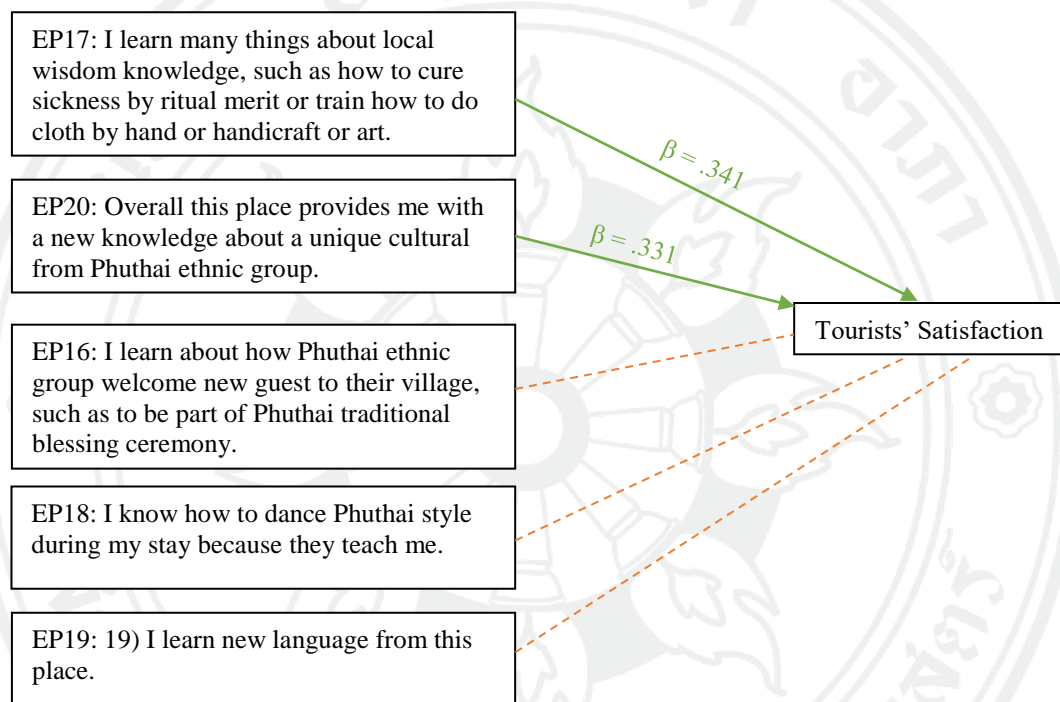 EP17: I learn many things about local
wisdom knowledge, such as how to cure
sickness by ritual merit or train how to do
cloth by hand or handicraft or art.
β = .341
EP20: Overall this place provides me with
a new knowledge about a unique cultural
from Phuthai ethnic group.
β = .331
Tourists’ Satisfaction
EP16: I learn about how Phuthai ethnic
group welcome new guest to their village,
such as to be part of Phuthai traditional
blessing ceremony.
EP18: I know how to dance Phuthai style
during my stay because they teach me.
EP19: 19) I learn new language from this
place.